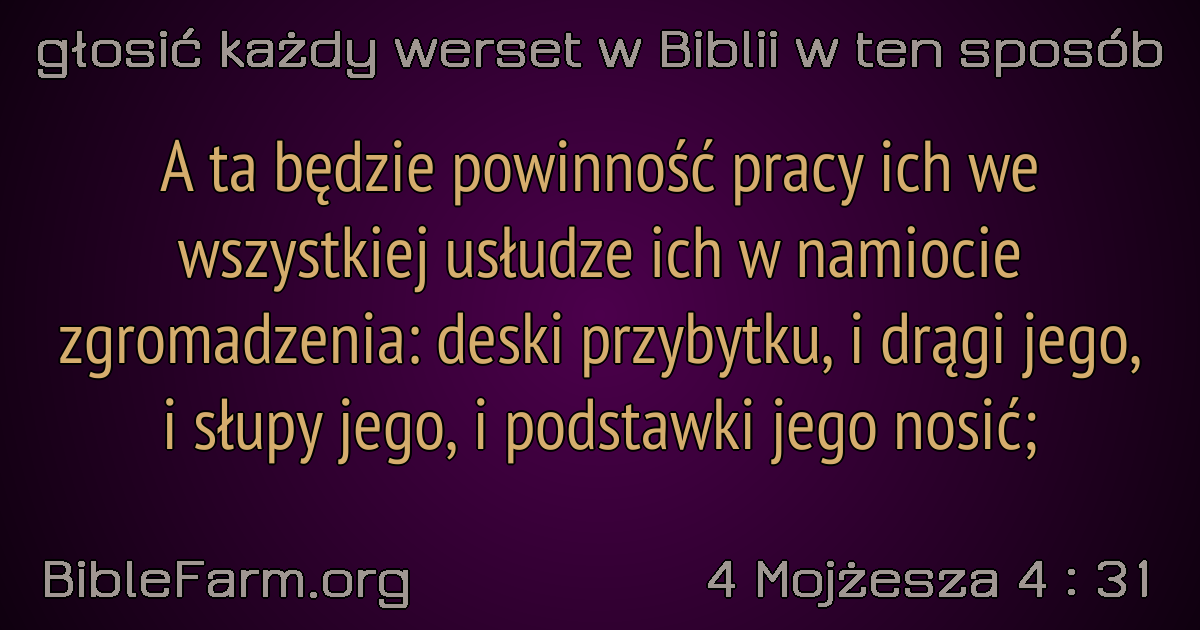 głosić każdy werset w Biblii w ten sposób
A ta będzie powinność pracy ich we
wszystkiej usłudze ich w namiocie
zgromadzenia: deski przybytku, i drągi jego,
i słupy jego, i podstawki jego nosić;
BibleFarm.org
4 Mojżesza 4 : 31